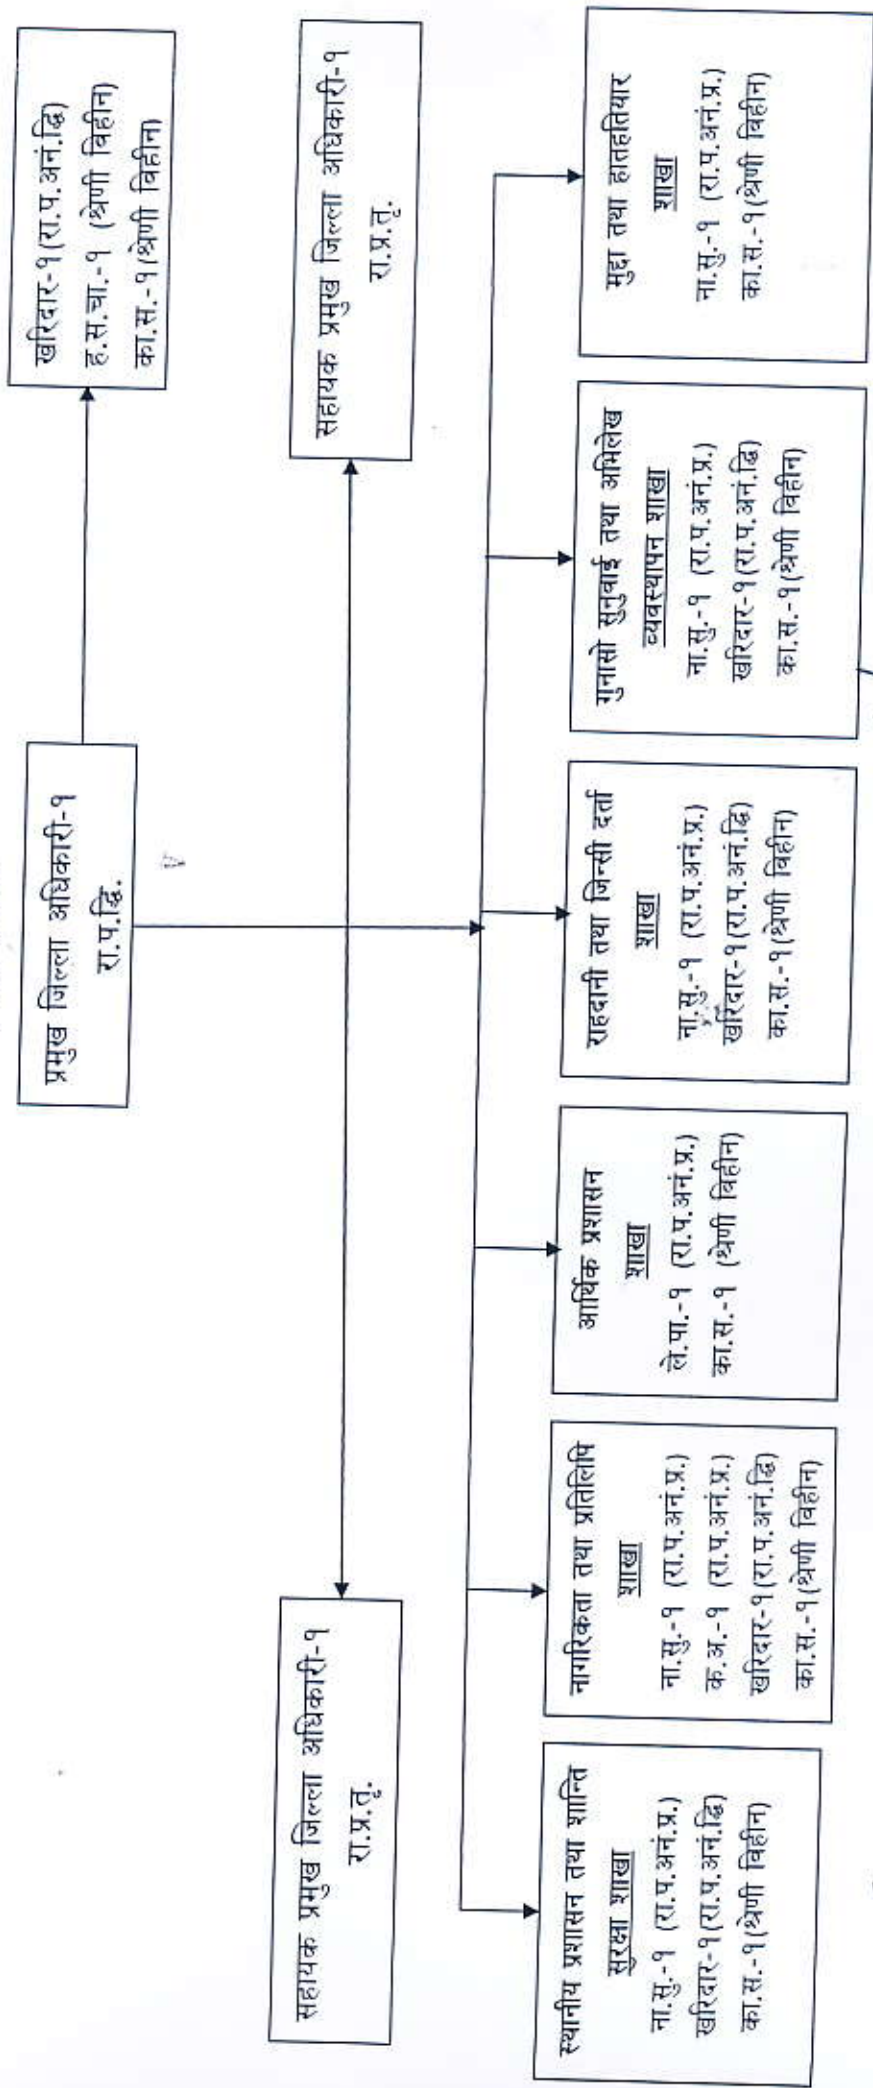 प्रमुख जिल्ला अधिकारी-१
रा.प.द्धि.
खरिदार-१(रा.प.अनं.द्धि)
ह.स.चा.-१ (श्रेणी विहीन)
का.स.-१(श्रेणी विहीन)
सहायक प्रमुख जिल्ला अधिकारी-१
रा.प्र.तृ.
सहायक प्रमुख जिल्ला अधिकारी-१
रा.प्र.तृ.
स्थानीय प्रशासन तथा शान्ति
सुरक्षा शाखा
ना.सु.-१ (रा.प.अनं.प्र.)
खरिदार-१(रा.प.अनं.द्धि)
का.स.-१(श्रेणी विहीन)
नागरिकता तथा प्रतिलिपि
शाखा
ना.सु.-१ (रा.प.अनं.प्र.)
क.अ.-१ (रा.प.अनं.प्र.)
खरिदार-१(रा.प.अनं.द्धि)
का.स.-१(श्रेणी विहीन)
आर्थिक प्रशासन
शाखा
ले.पा.-१ (रा.प.अनं.प्र.)
का.स.-१ (श्रेणी विहीन)
राहदानी तथा जिन्सी दर्ता
शाखा
ना.सु.-१ (रा.प.अनं.प्र.)
खरिदार-१(रा.प.अनं.द्धि)
का.स.-१(श्रेणी विहीन)
गुनासो सुनुवाई तथा अभिलेख
व्यवस्थापन शाखा
ना.सु.-१ (रा.प.अनं.प्र.)
खरिदार-१(रा.प.अनं.द्धि)
का.स.-१(श्रेणी विहीन)
मुद्दा तथा हातहतियार
शाखा
ना.सु.-१ (रा.प.अनं.प्र.)
का.स.-१(श्रेणी विहीन)